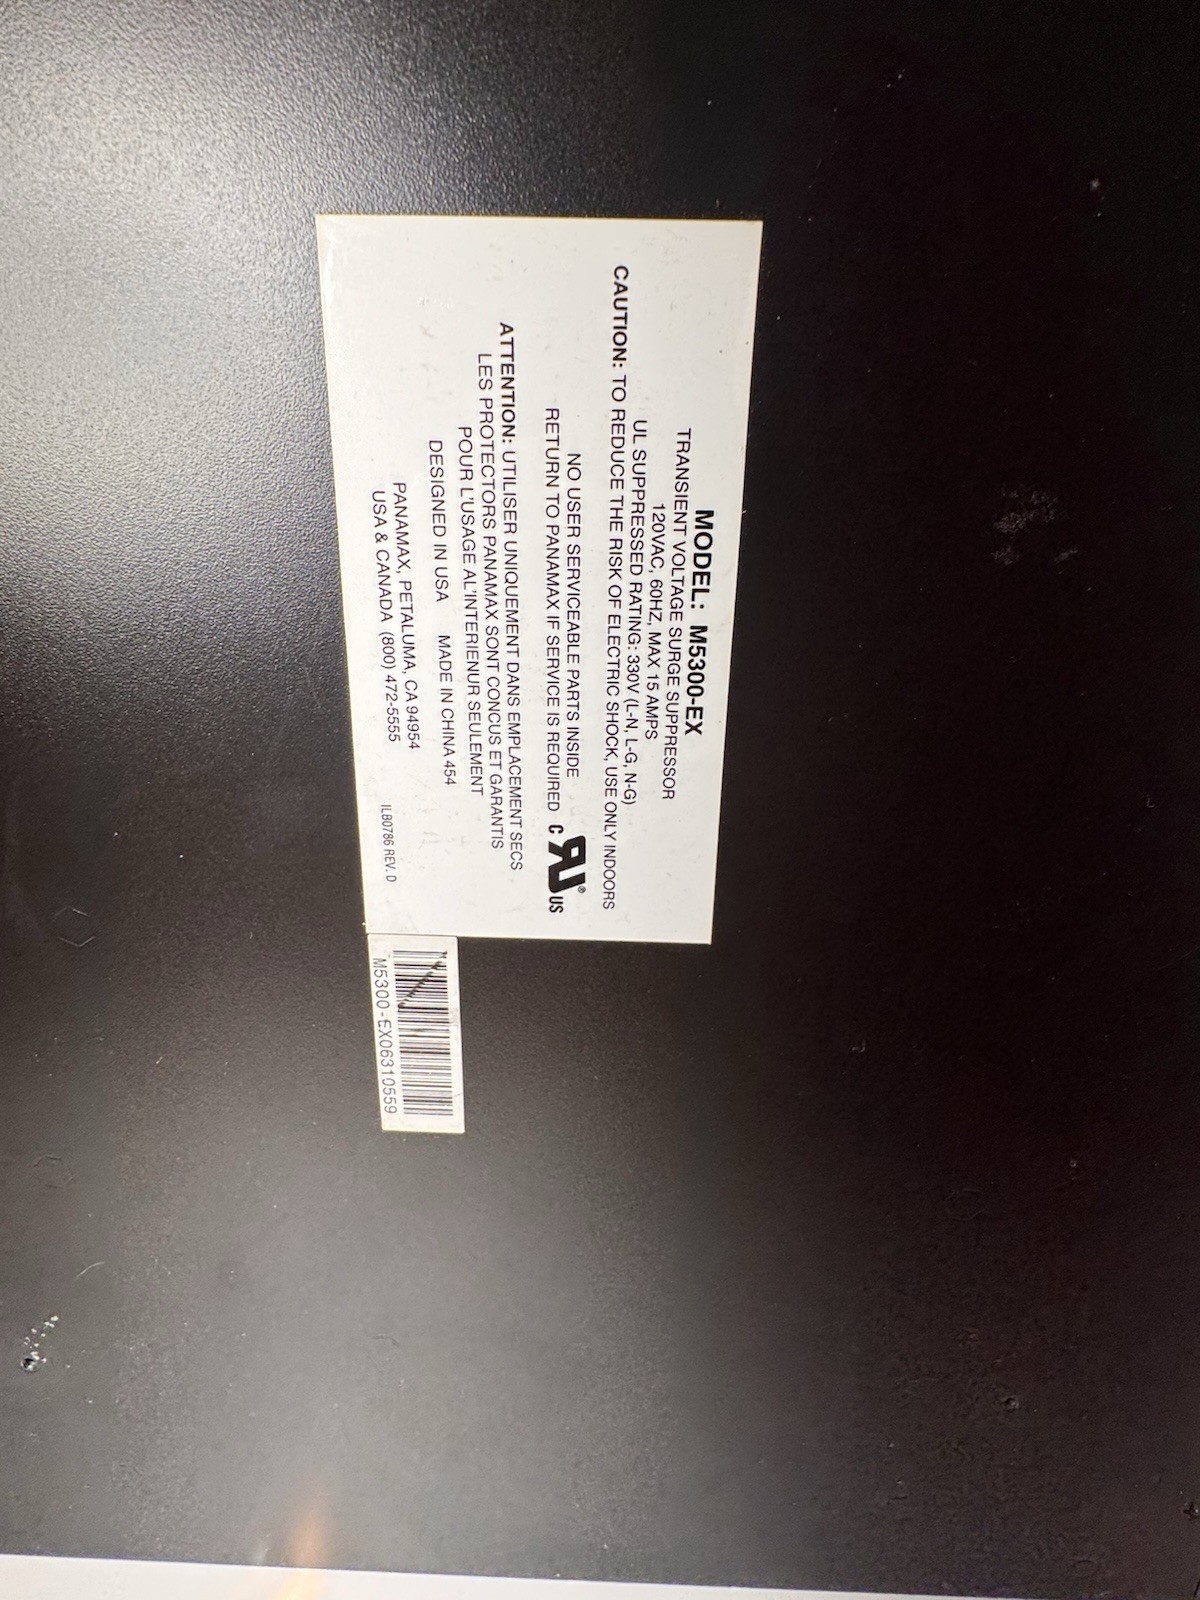 MODEL: M5300-EX
TRANSIENT VOLTAGE SURGE SUPPRESSOR
120VAC, 60HZ, MAX 15 AMPS
UL SUPPRESSED RATING: 330V (L-N, L-G, N-G)
CAUTION: TO REDUCE THE RISK OF ELECTRIC SHOCK, USE ONLY INDOORS
NO USER SERVICEABLE PARTS INSIDE
RETURN TO PANAMAX IF SERVICE IS REQUIRED
C RU ® US
ATTENTION: UTILISER UNIQUEMENT DANS EMPLACEMENT SECS
LES PROTECTORS PANAMAX SONT CONCUS ET GARANTIS
POUR L'USAGE AL'INTERIENUR SEULEMENT
DESIGNED IN USA MADE IN CHINA 454
PANAMAX, PETALUMA, CA 94954
USA & CANADA (800) 472-5555
ILB0786 REV. D
M5300-EX06310559